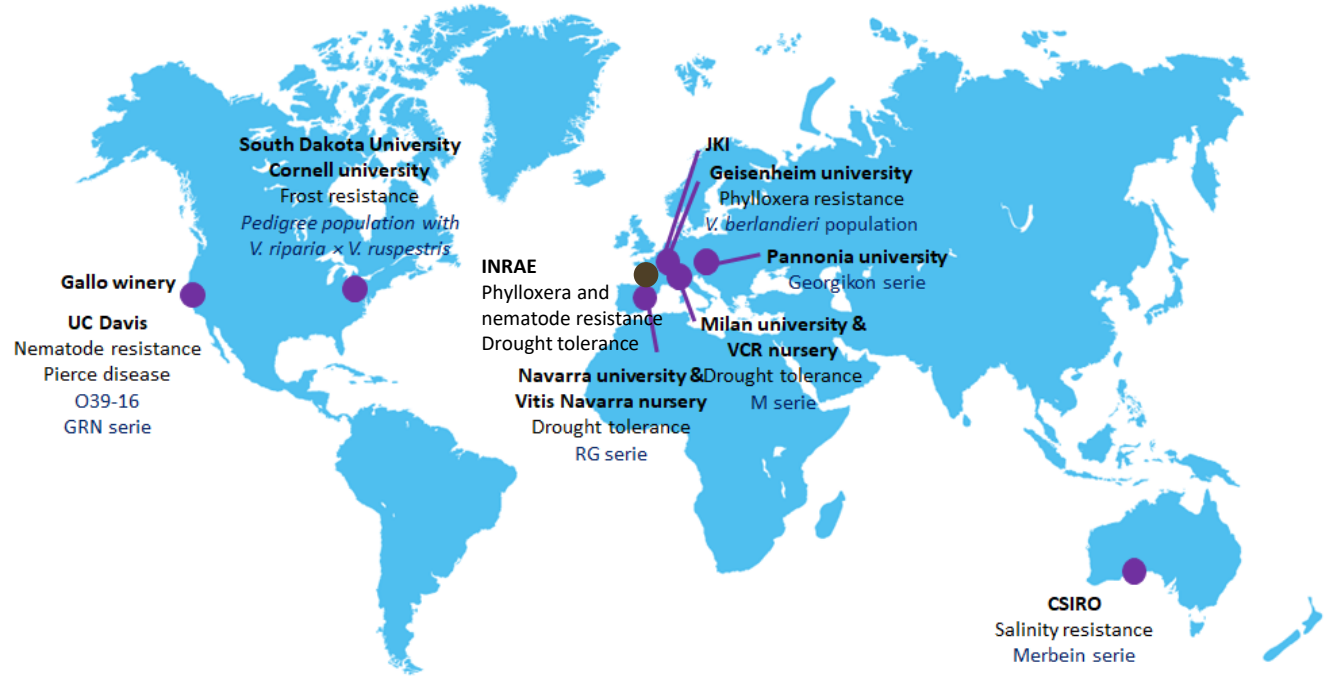 South Dakota University
Cornell university
Frost resistance
Pedigree population with
V. riparia × V. ruspestris
Gallo winery
UC Davis
Nematode resistance
Pierce disease
O39-16
GRN serie
INRAE
Phylloxera and
nematode resistance
Drought tolerance
JKI
Geisenheim university
Phylloxera resistance
V. berlandieri population
Pannonia university
Georgikon serie
Milan university &
VCR nursery
Drought tolerance
M serie
Navarra university &
Vitis Navarra nursery
Drought tolerance
RG serie
CSIRO
Salinity resistance
Merbein serie